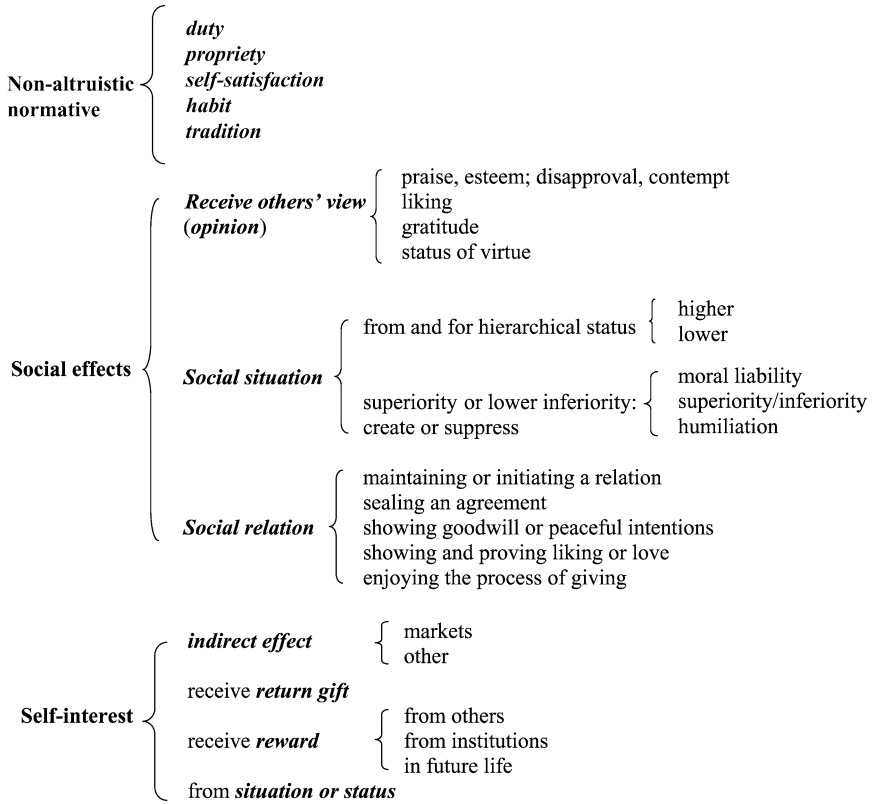 Non-altruistic
normative
duty
propriety
self-satisfaction
habit
tradition
Social effects
Receive others’ view
(opinion)
praise, esteem; disapproval, contempt
liking
gratitude
status of virtue
Social situation
from and for hierarchical status
higher
lower
superiority or lower inferiority:
create or suppress
moral liability
superiority/inferiority
humiliation
Social relation
maintaining or initiating a relation
sealing an agreement
showing goodwill or peaceful intentions
showing and proving liking or love
enjoying the process of giving
Self-interest
indirect effect
markets
other
receive return gift
receive reward
from others
from institutions
in future life
from situation or status